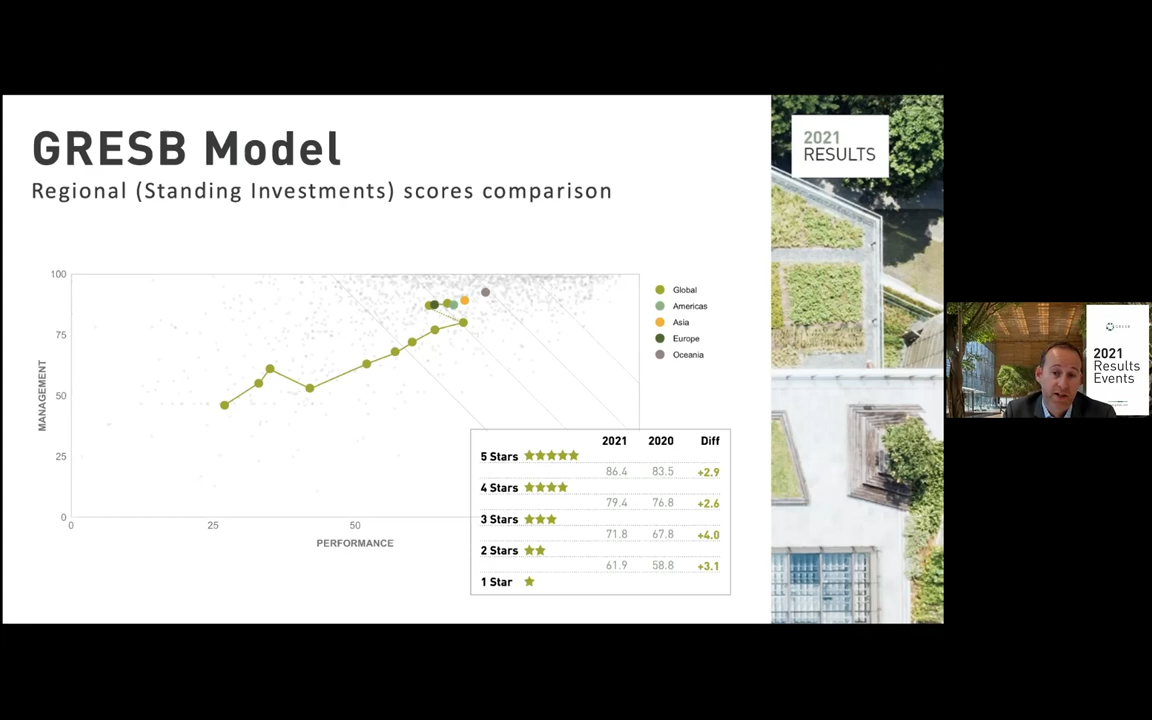 GRESB Model
Regional (Standing Investments) scores comparison
2021
RESULTS
100
75
50
25
0
MANAGEMENT
0
25
50
PERFORMANCE
Global
Americas
Asia
Europe
Oceania
2021 2020 Diff
5 Stars
86.4 83.5 +2.9
4 Stars
79.4 76.8 +2.6
3 Stars
71.8 67.8 +4.0
2 Stars
61.9 58.8 +3.1
1 Star
2021
Results
Events